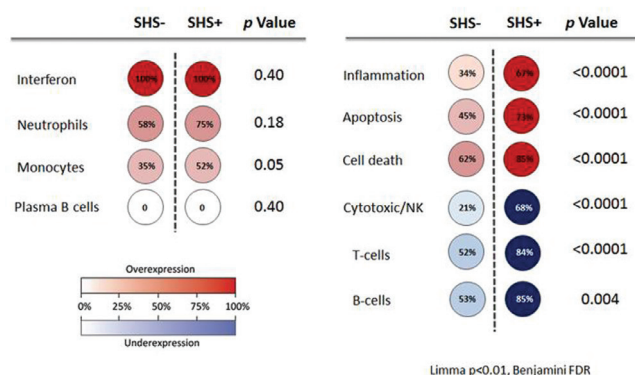 SHS- SHS+ p Value
Interferon 100% 100% 0.40
Neutrophils 58% 75% 0.18
Monocytes 35% 52% 0.05
Plasma B cells 0 0 0.40
Overexpression
0% 25% 50% 75% 100%
Underexpression
SHS- SHS+ p Value
Inflammation 34% 67% <0.0001
Apoptosis 45% 73% <0.0001
Cell death 62% 85% <0.0001
Cytotoxic/NK 21% 68% <0.0001
T-cells 52% 84% <0.0001
B-cells 53% 85% 0.004
Limma p<0.01, Benjamini FDR